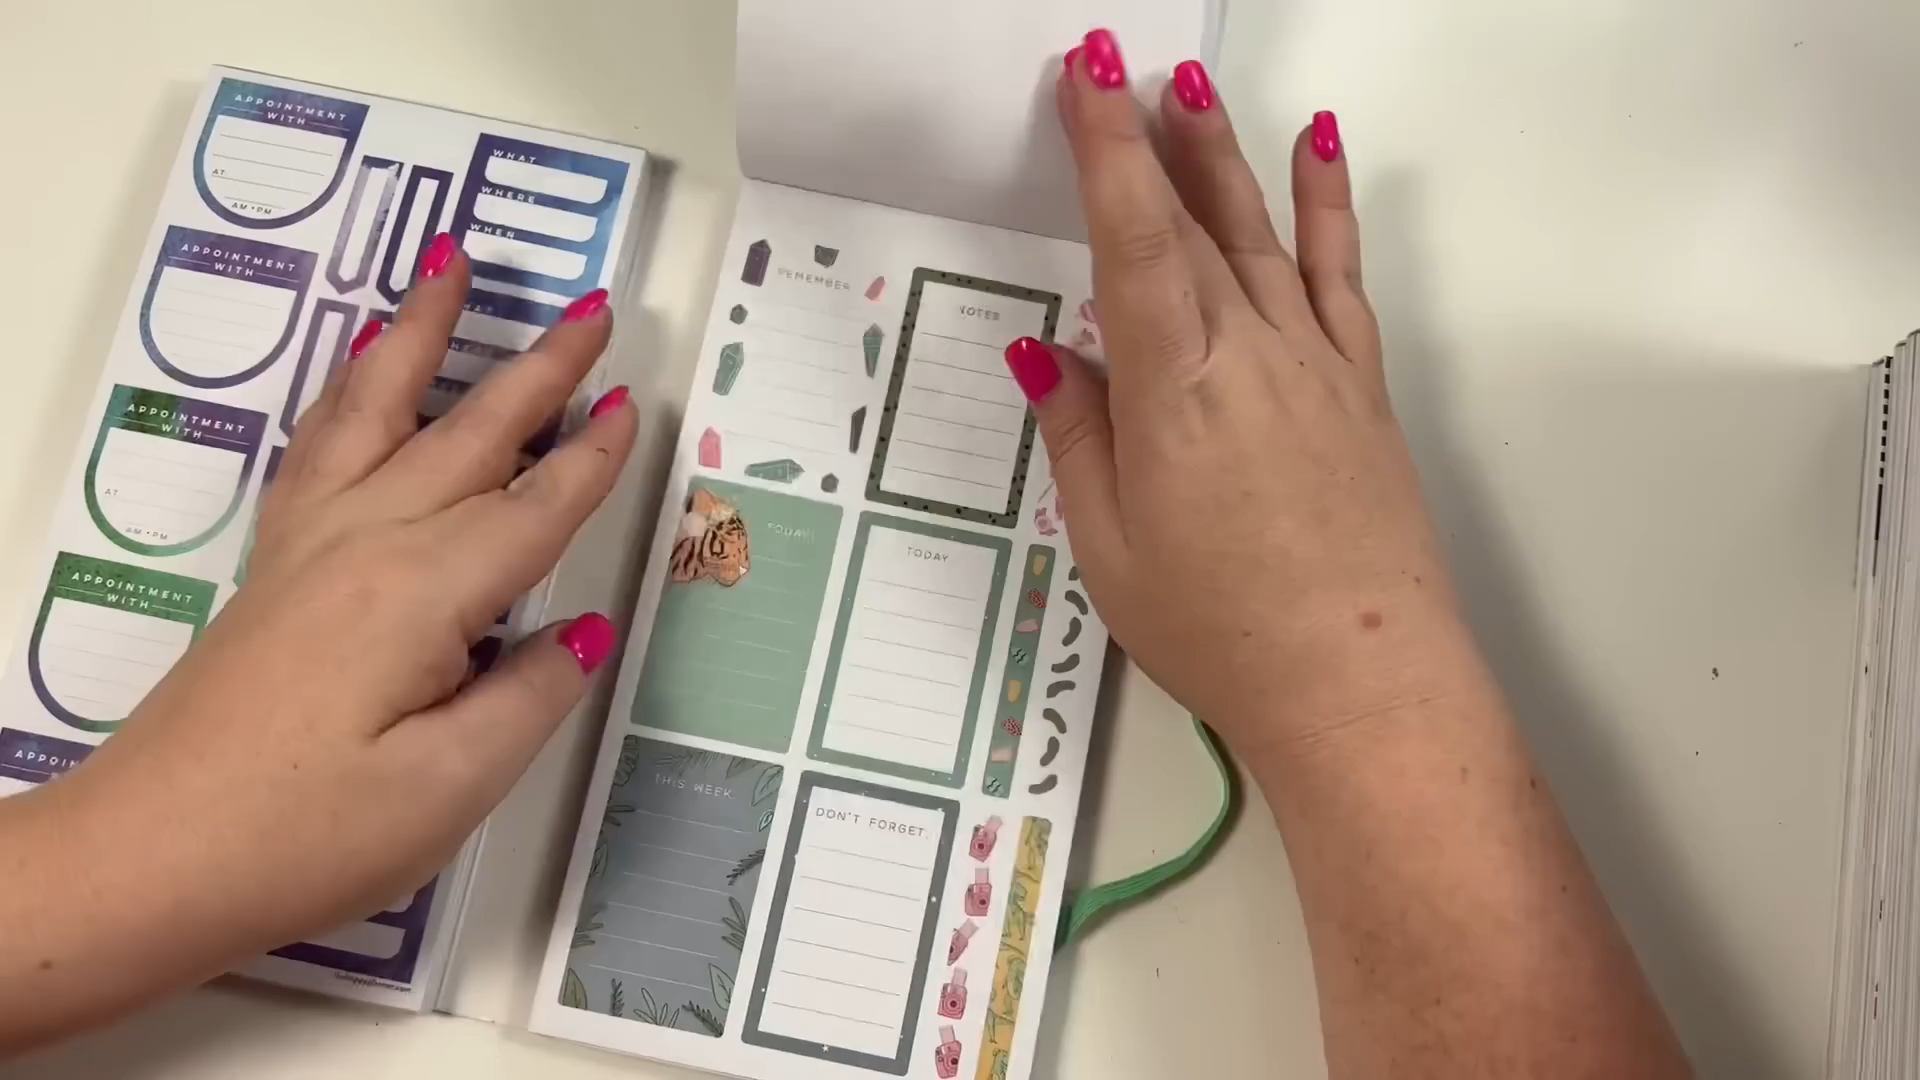 APPOINTMENT
WITH
AT
AM•PM
WHAT
WHERE
WHEN
APPOINTMENT
WITH
APPOINTMENT
WITH
AT
AM•PM
APPOINTMENT
WITH
REMEMBER
NOTES
TODAY
TODAY
THIS WEEK
DON'T FORGET